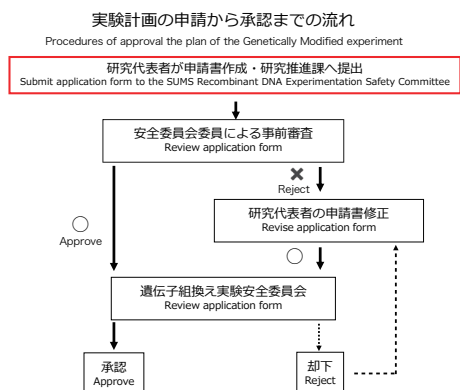 実験計画の申請から承認までの流れ
Procedures of approval the plan of the Genetically Modified experiment
研究代表者が申請書作成・研究推進課へ提出
Submit application form to the SUMS Recombinant DNA Experimentation Safety Committee
安全委員会委員による事前審査
Review application form
Reject
研究代表者の申請書修正
Revise application form
Approve
遺伝子組換え実験安全委員会
Review application form
承認
Approve
却下
Reject